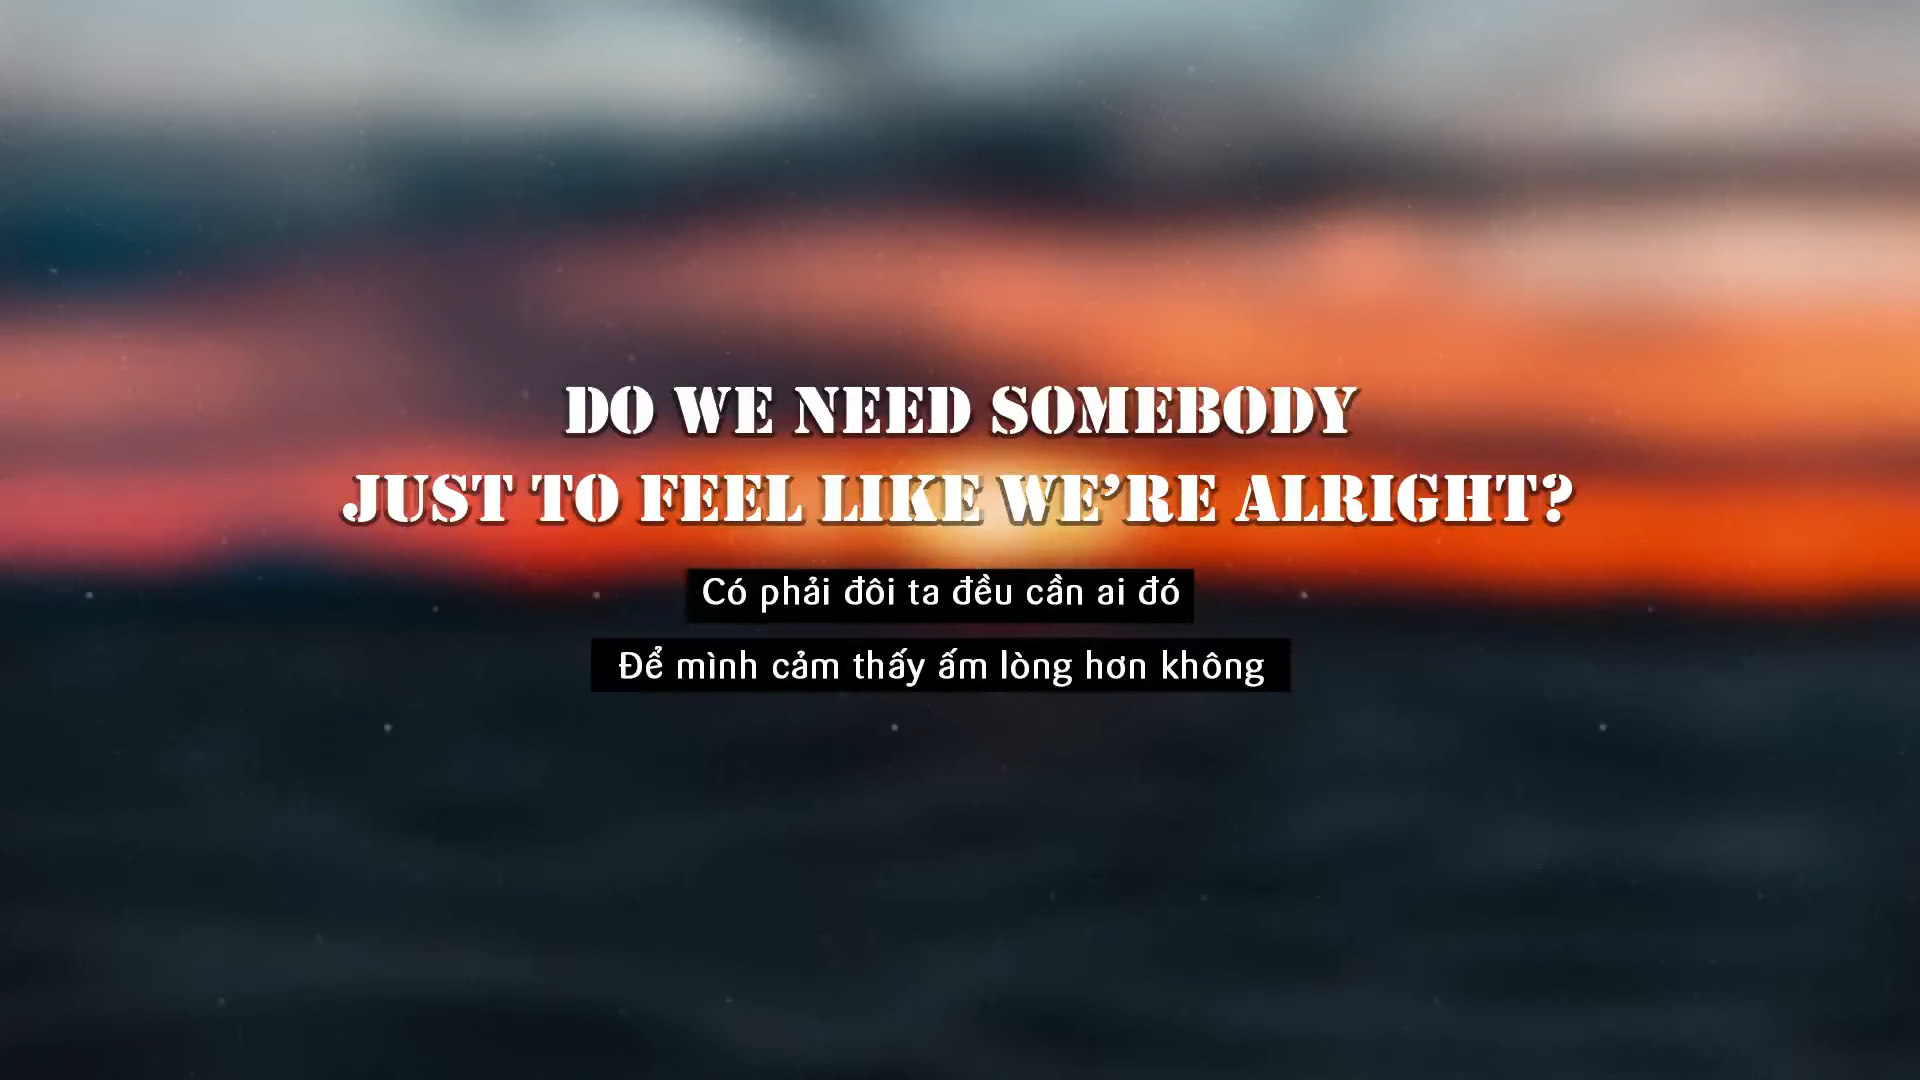 DO WE NEED SOMEBODY
JUST TO FEEL LIKE WE’RE ALRIGHT?
Có phải đôi ta đều cần ai đó
Để mình cảm thấy ấm lòng hơn không